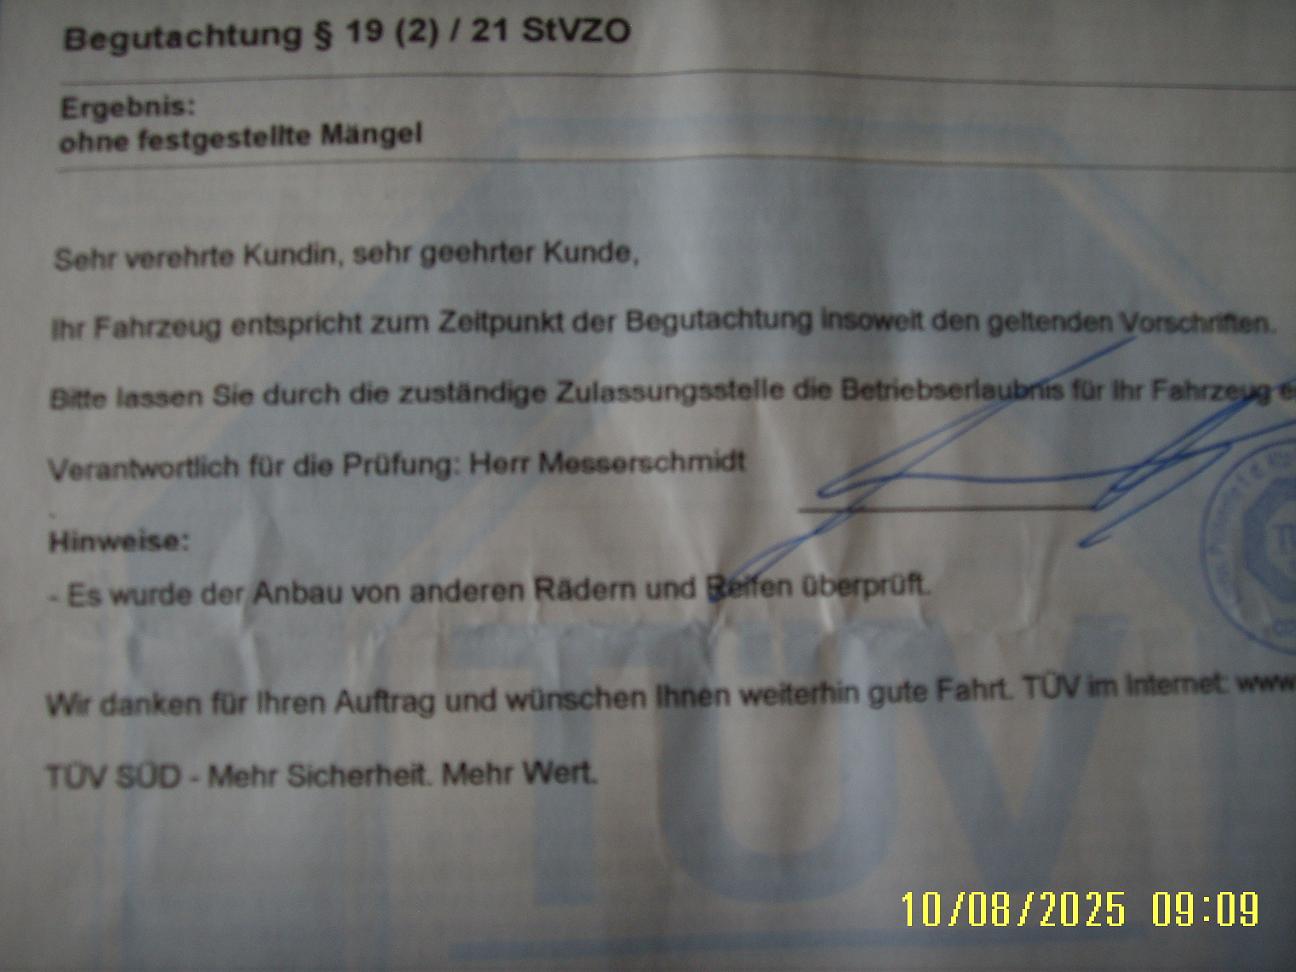 Begutachtung § 19 (2) / 21 StVZO
Ergebnis:
ohne festgestellte Mängel
Sehr verehrte Kundin, sehr geehrter Kunde,
Ihr Fahrzeug entspricht zum Zeitpunkt der Begutachtung insoweit den geltenden Vorschriften.
Bitte lassen Sie durch die zuständige Zulassungsstelle die Betriebserlaubnis für Ihr Fahrzeug
Verantwortlich für die Prüfung: Herr Messerschmidt
Hinweise:
- Es wurde der Anbau von anderen Rädern und Reifen überprüft.
Wir danken für Ihren Auftrag und wünschen Ihnen weiterhin gute Fahrt. TÜV im Internet: www
TÜV SÜD - Mehr Sicherheit. Mehr Wert.
TÜV
10/08/2025 09:09